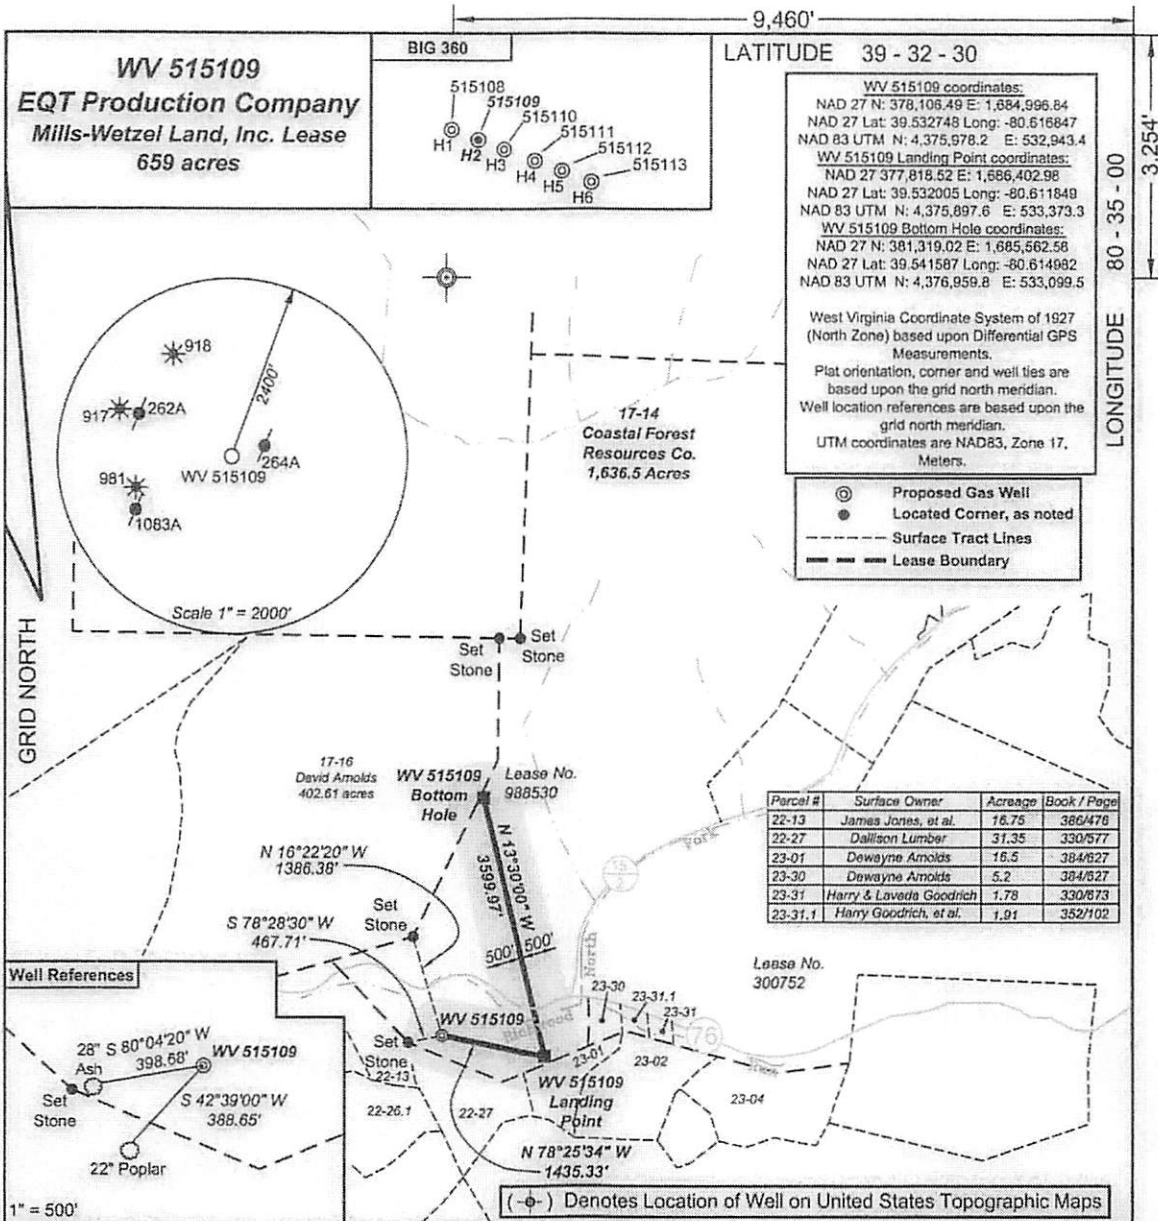 9,460'
WV 515109
EQT Production Company
Mills-Wetzel Land, Inc. Lease
659 acres
BIG 360
515108
515109
515110
515111
515112
515113
H1
H2
H3
H4
H5
H6
LATITUDE 39 - 32 - 30
3,254'
LONGITUDE 80 - 35 - 00
WV 515109 coordinates:
NAD 27 N: 378,106.49 E: 1,684,996.84
NAD 27 Lat: 39.532748 Long: -80.616847
NAD 83 UTM N: 4,375,978.2 E: 532,943.4
WV 515109 Landing Point coordinates:
NAD 27 377,818.52 E: 1,686,402.98
NAD 27 Lat: 39.532005 Long: -80.611849
NAD 83 UTM N: 4,375,897.6 E: 533,373.3
WV 515109 Bottom Hole coordinates:
NAD 27 N: 381,319.02 E: 1,685,562.58
NAD 27 Lat: 39.541587 Long: -80.614982
NAD 83 UTM N: 4,376,959.8 E: 533,099.5
West Virginia Coordinate System of 1927
(North Zone) based upon Differential GPS
Measurements.
Plat orientation, corner and well ties are
based upon the grid north meridian.
Well location references are based upon the
grid north meridian.
UTM coordinates are NAD83, Zone 17,
Meters.
Proposed Gas Well
Located Corner, as noted
Surface Tract Lines
Lease Boundary
918
2400'
917
262A
264A
WV 515109
981
1083A
Scale 1" = 2000'
GRID NORTH
17-14
Coastal Forest
Resources Co.
1,636.5 Acres
Set
Stone
Set
Stone
17-16
David Arnolds
402.61 acres
WV 515109
Bottom
Hole
Lease No.
988530
N 16°22'20" W
1386.38'
N 13°30'00" W
3599.97'
S 78°28'30" W
467.71'
Set
Stone
500'
500'
North
Fork
15
2
Parcel # Surface Owner Acreage Book / Page
22-13 James Jones, et al. 16.75 386/476
22-27 Dallison Lumber 31.35 330/577
23-01 Dewayne Arnolds 16.5 384/627
23-30 Dewayne Arnolds 5.2 384/627
23-31 Harry & Laveda Goodrich 1.78 330/673
23-31.1 Harry Goodrich, et al. 1.91 352/102
Lease No.
300752
23-30
23-31.1
23-31
76
Run
WV 515109
Set
Stone
22-13
22-26.1
22-27
23-01
23-02
23-04
WV 515109
Landing
Point
N 78°25'34" W
1435.33'
Well References
28"
Ash
S 80°04'20" W
398.68'
WV 515109
Set
Stone
S 42°39'00" W
388.65'
22" Poplar
1" = 500'
Denotes Location of Well on United States Topographic Maps